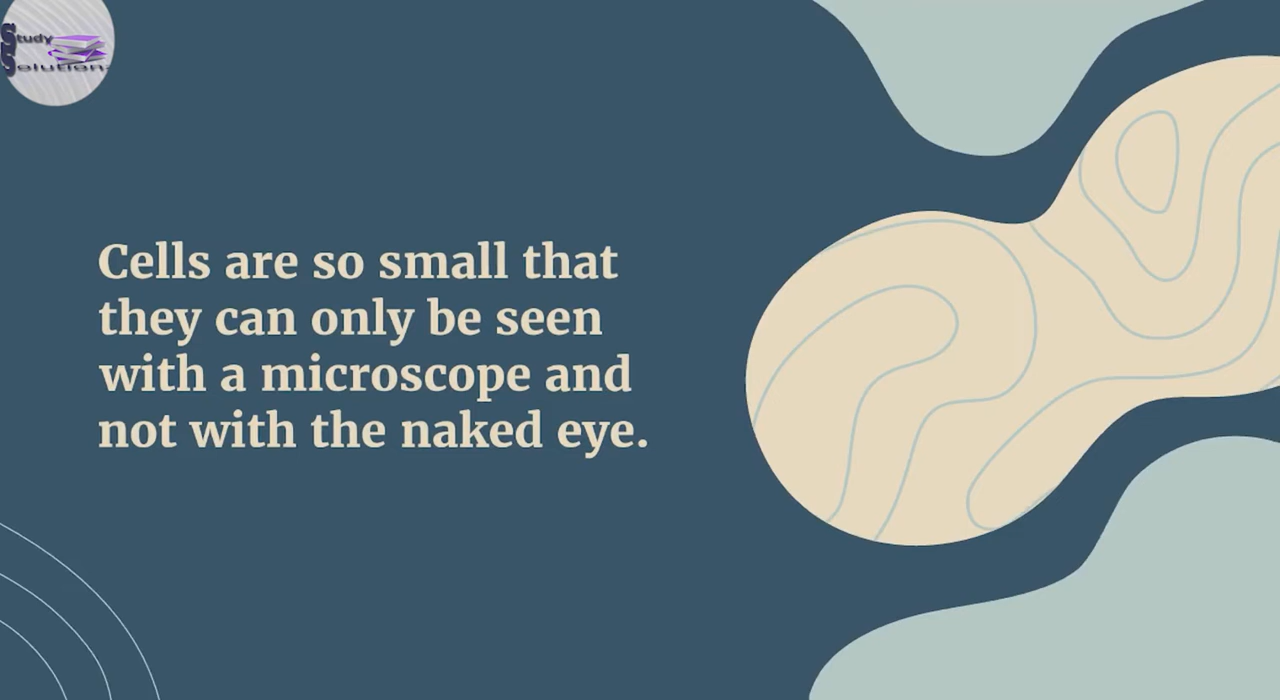 Study
Solution
Cells are so small that
they can only be seen
with a microscope and
not with the naked eye.